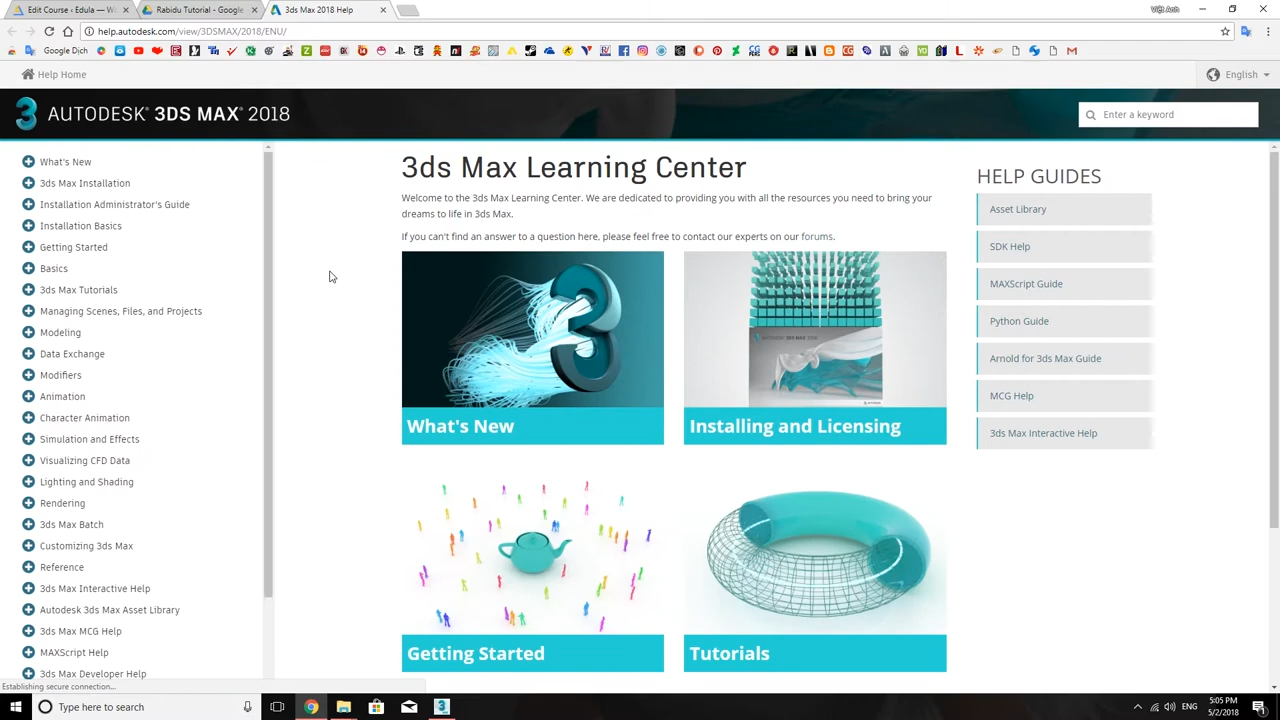 Edit Course ‹ Edula — W
Rabidu Tutorial - Google
3ds Max 2018 Help
Việt Anh
help.autodesk.com/view/3DSMAX/2018/ENU/
Google Dịch
Help Home
English
AUTODESK® 3DS MAX® 2018
Enter a keyword
What's New
3ds Max Installation
Installation Administrator's Guide
Installation Basics
Getting Started
Basics
3ds Max Tutorials
Managing Scenes, Files, and Projects
Modeling
Data Exchange
Modifiers
Animation
Character Animation
Simulation and Effects
Visualizing CFD Data
Lighting and Shading
Rendering
3ds Max Batch
Customizing 3ds Max
Reference
3ds Max Interactive Help
Autodesk 3ds Max Asset Library
3ds Max MCG Help
MAXScript Help
3ds Max Developer Help
3ds Max Learning Center
Welcome to the 3ds Max Learning Center. We are dedicated to providing you with all the resources you need to bring your
dreams to life in 3ds Max.
If you can't find an answer to a question here, please feel free to contact our experts on our forums.
What's New
Installing and Licensing
Getting Started
Tutorials
HELP GUIDES
Asset Library
SDK Help
MAXScript Guide
Python Guide
Arnold for 3ds Max Guide
MCG Help
3ds Max Interactive Help
Establishing secure connection...
Type here to search
ENG
5:05 PM
5/2/2018